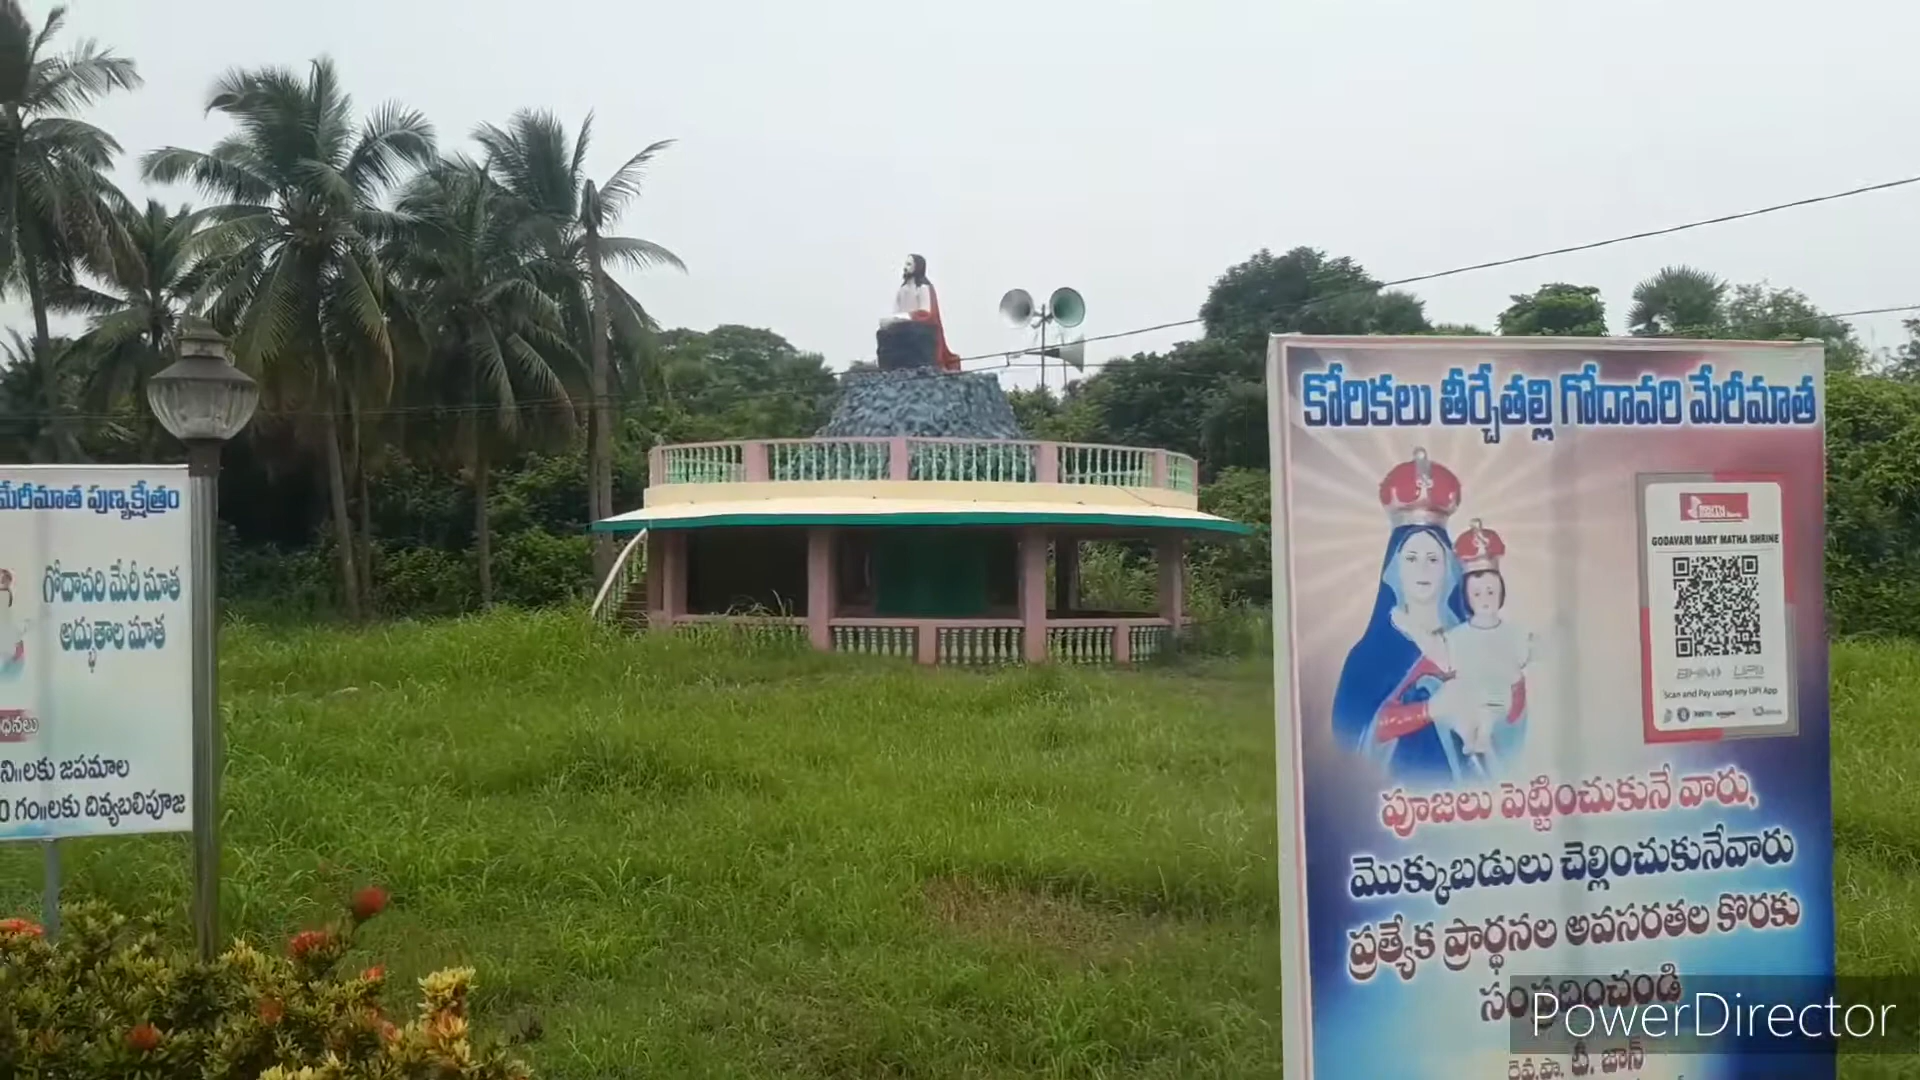 మేరీమాత పుణ్యక్షేత్రం
గోదావరి మేరీ మాత
అద్భుతాల మాత
ని॥లకు జపమాల
0 గం॥లకు దివ్యబలిపూజ
కోరికలు తీర్చేతల్లి గోదావరి మేరీమాత
GODAVARI MARY MATHA SHRINE
BHIM UPI
Scan and Pay using any UPI App
పూజలు పెట్టించుకునే వారు,
మొక్కుబడులు చెల్లించుకునేవారు
ప్రత్యేక ప్రార్థనల అవసరతల కొరకు
సంప్రదించండి
PowerDirector
రెవ.ఫా. టి. జాన్